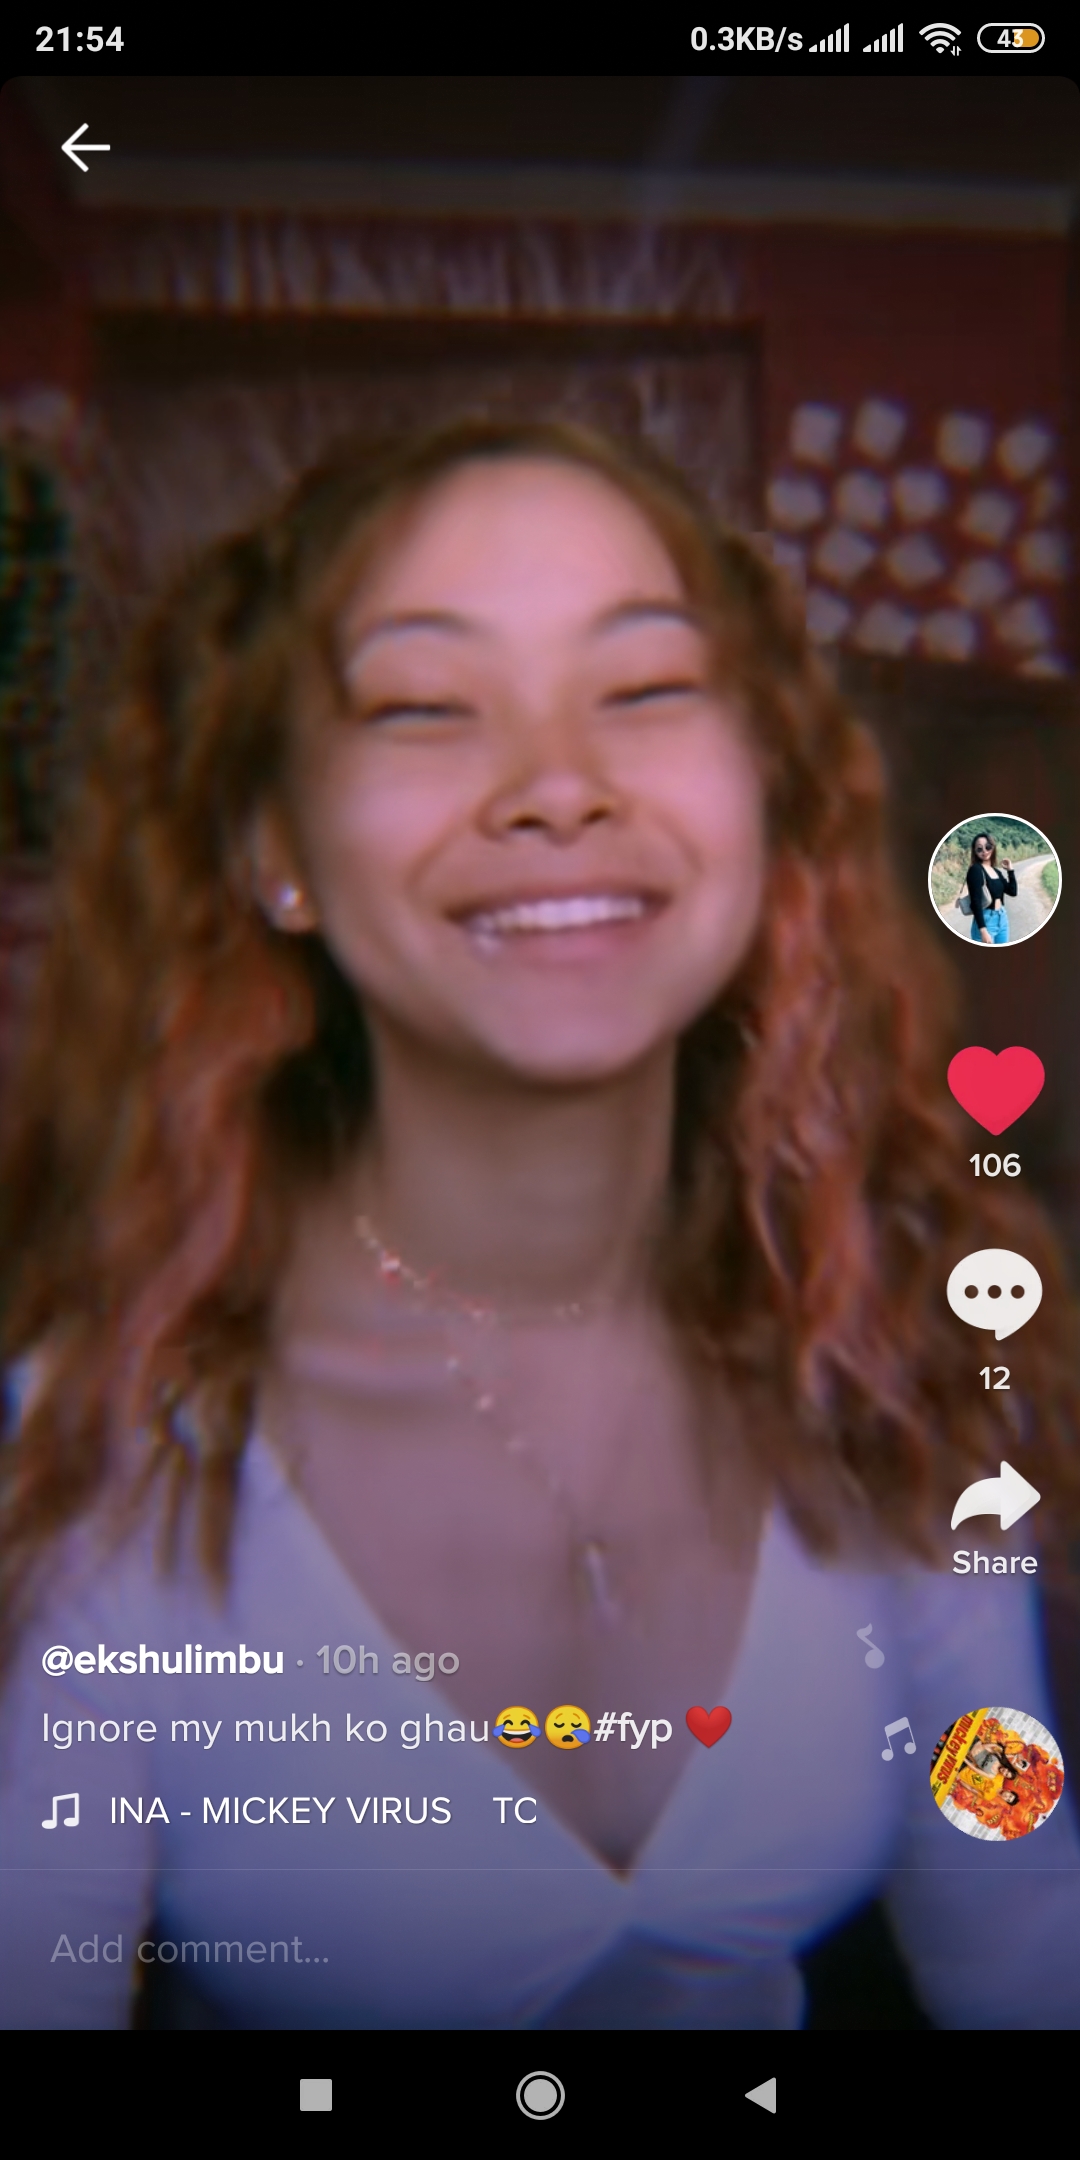 21:54
0.3KB/s
43
106
12
Share
@ekshulimbu · 10h ago
Ignore my mukh ko ghau😂😪#fyp ❤️
INA - MICKEY VIRUS TO
Add comment...